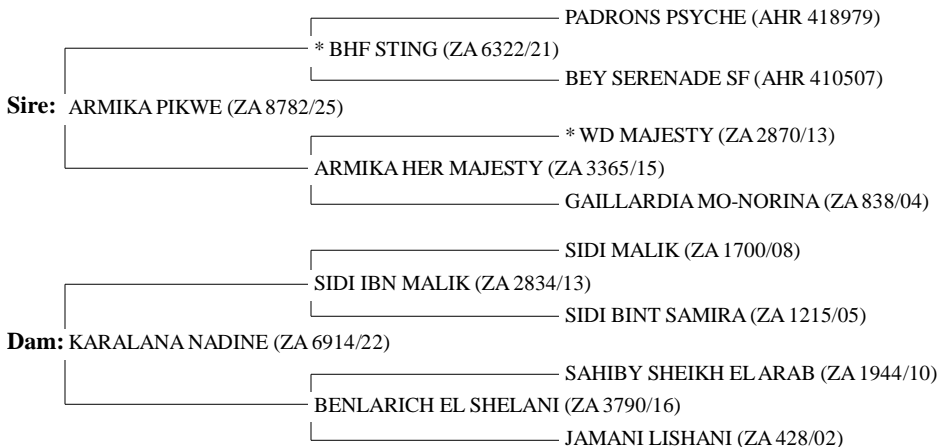 PADRONS PSYCHE (AHR 418979)
* BHF STING (ZA 6322/21)
BEY SERENADE SF (AHR 410507)
Sire: ARMIKA PIKWE (ZA 8782/25)
* WD MAJESTY (ZA 2870/13)
ARMIKA HER MAJESTY (ZA 3365/15)
GAILLARDIA MO-NORINA (ZA 838/04)
SIDI MALIK (ZA 1700/08)
SIDI IBN MALIK (ZA 2834/13)
SIDI BINT SAMIRA (ZA 1215/05)
Dam: KARALANA NADINE (ZA 6914/22)
SAHIBY SHEIKH EL ARAB (ZA 1944/10)
BENLARICH EL SHELANI (ZA 3790/16)
JAMANI LISHANI (ZA 428/02)